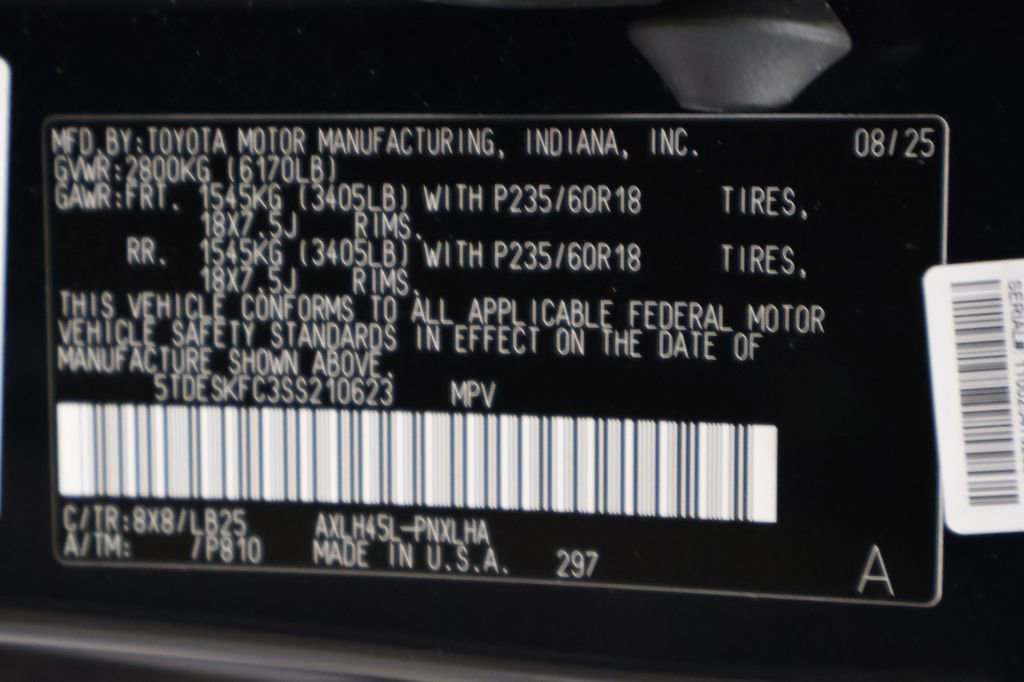 MFD.BY:TOYOTA MOTOR MANUFACTURING, INDIANA, INC. 08/25
GVWR:2800KG (6170LB)
GAWR:FRT. 1545KG (3405LB) WITH P235/60R18 TIRES,
18X7.5J RIMS.
RR. 1545KG (3405LB) WITH P235/60R18 TIRES,
18X7.5J RIMS.
THIS VEHICLE CONFORMS TO ALL APPLICABLE FEDERAL MOTOR
VEHICLE SAFETY STANDARDS IN EFFECT ON THE DATE OF
MANUFACTURE SHOWN ABOVE.
5TDESKFC3SS210623 MPV
C/TR:8X8/LB25 AXLH45L-PNXLHA
A/TM: /P810 MADE IN U.S.A. 297
A
SERIAL#